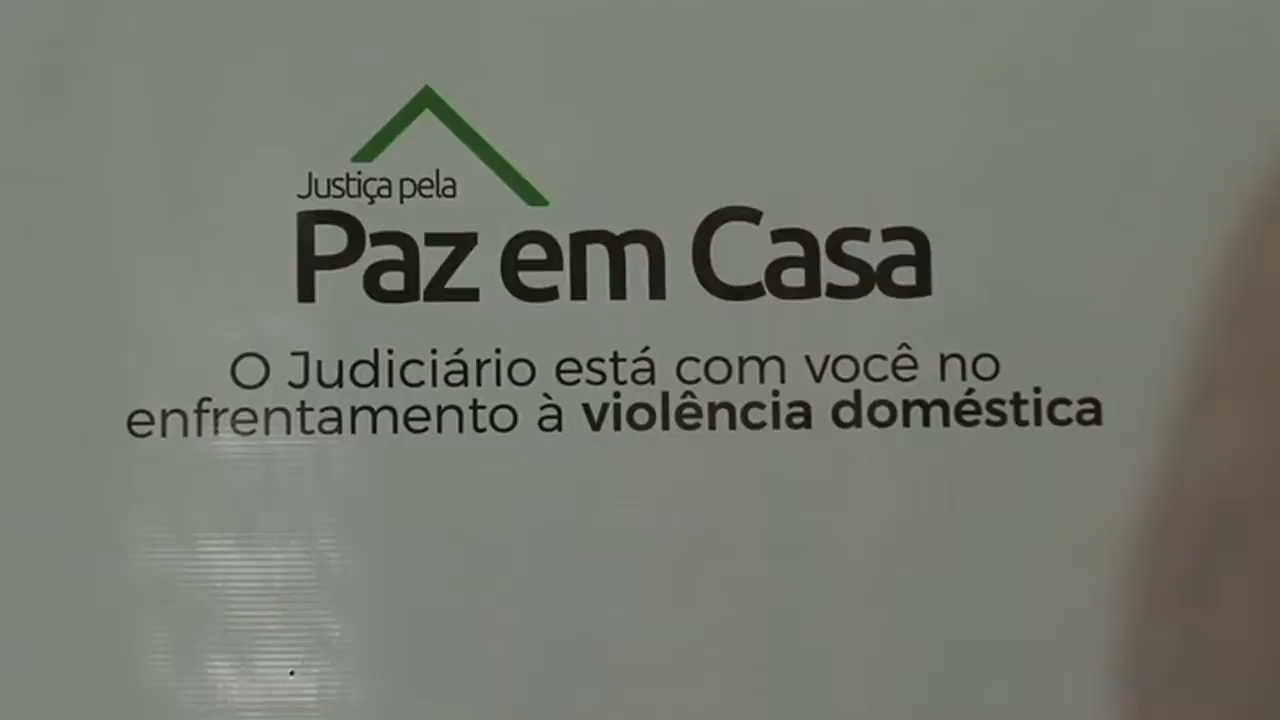 Justiça pela
Paz em Casa
O Judiciário está com você no
enfrentamento à violência doméstica